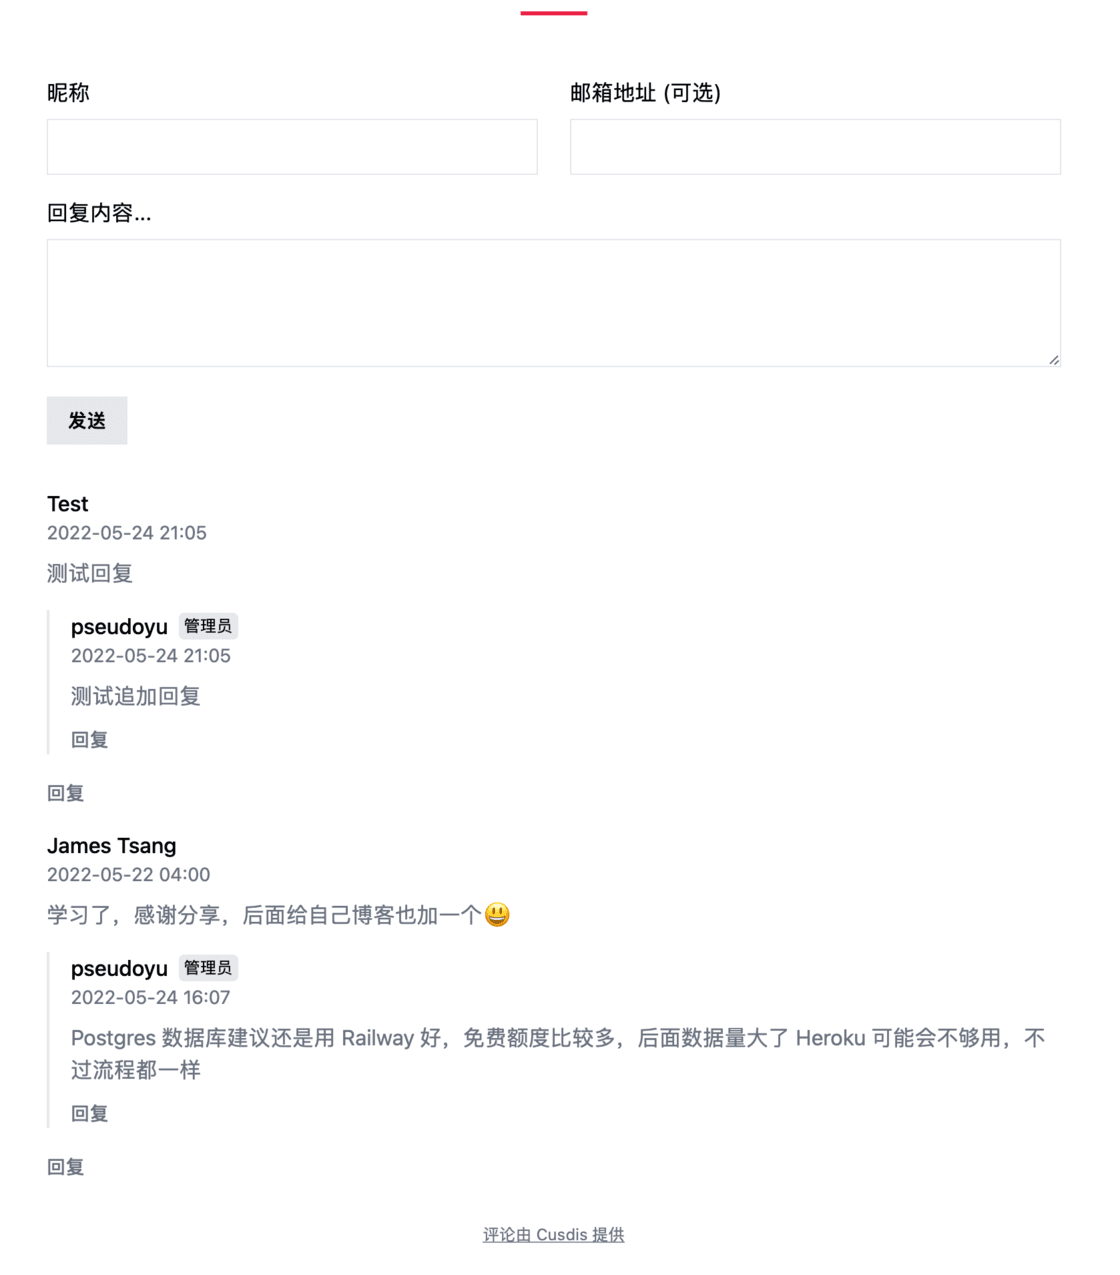 昵称
邮箱地址 (可选)
回复内容...
发送
Test
2022-05-24 21:05
测试回复
pseudoyu 管理员
2022-05-24 21:05
测试追加回复
回复
回复
James Tsang
2022-05-22 04:00
学习了，感谢分享，后面给自己博客也加一个😃
pseudoyu 管理员
2022-05-24 16:07
Postgres 数据库建议还是用 Railway 好，免费额度比较多，后面数据量大了 Heroku 可能会不够用，不
过流程都一样
回复
回复
评论由 Cusdis 提供